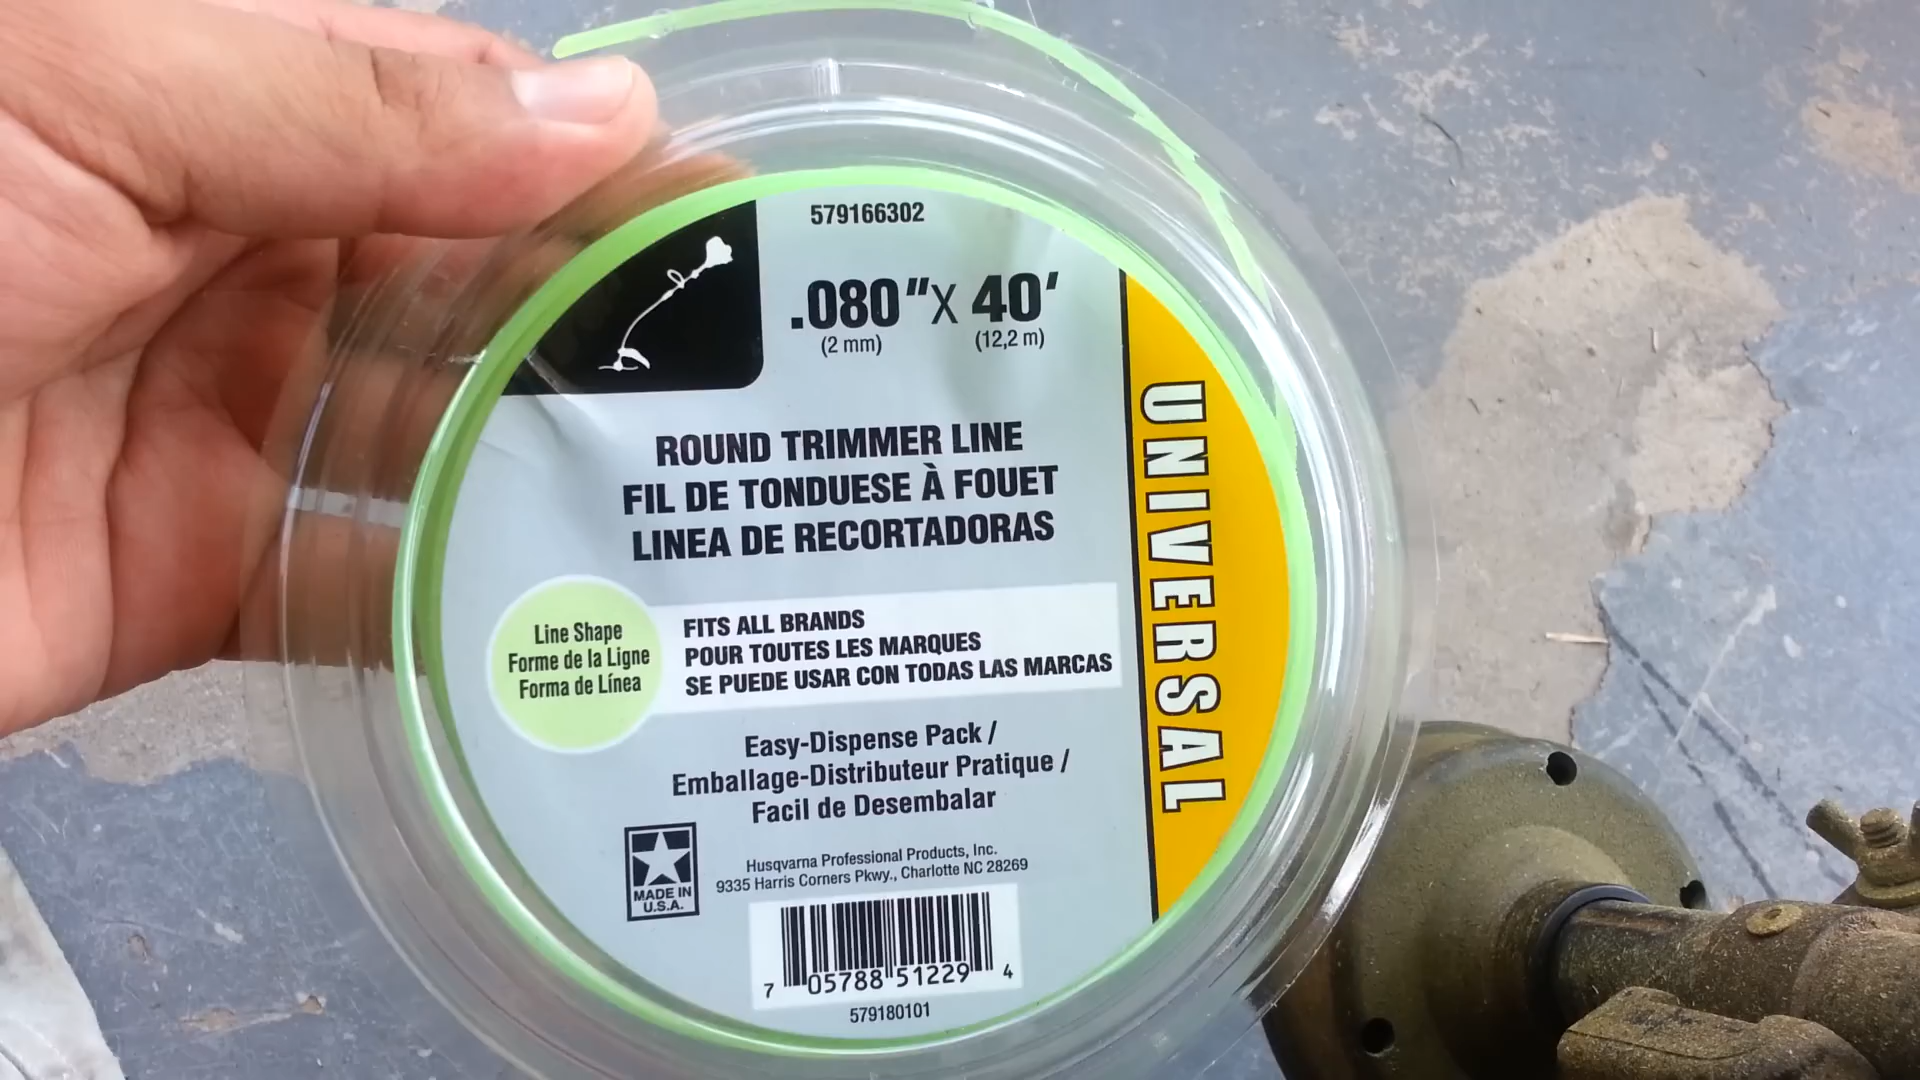 579166302
.080" X 40'
(2 mm) (12,2 m)
ROUND TRIMMER LINE
FIL DE TONDUESE À FOUET
LINEA DE RECORTADORAS
UNIVERSAL
Line Shape
Forme de la Ligne
Forma de Línea
FITS ALL BRANDS
POUR TOUTES LES MARQUES
SE PUEDE USAR CON TODAS LAS MARCAS
Easy-Dispense Pack /
Emballage-Distributeur Pratique /
Facil de Desembalar
MADE IN
U.S.A.
Husqvarna Professional Products, Inc.
9335 Harris Corners Pkwy., Charlotte NC 28269
7 05788 51229 4
579180101